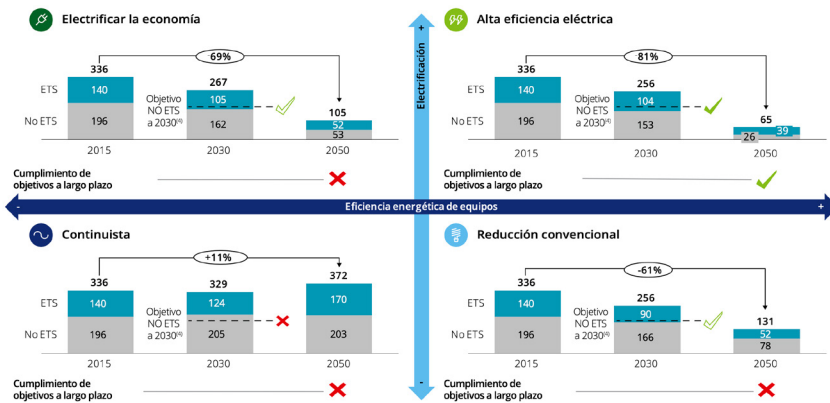 Electrificar la economía
-69%
336
267
105
ETS
140
105
52
Objetivo
NO ETS
a 2030(4)
No ETS
196
162
53
2015
2030
2050
Cumplimiento de
objetivos a largo plazo
+
Electrificación
-
Alta eficiencia eléctrica
81%
336
256
65
ETS
140
104
39
Objetivo
NO ETS
a 2030(4)
No ETS
196
153
26
2015
2030
2050
Cumplimiento de
objetivos a largo plazo
- Eficiencia energética de equipos +
Continuista
+11%
336
329
372
ETS
140
124
170
Objetivo
NO ETS
a 2030(4)
No ETS
196
205
203
2015
2030
2050
Cumplimiento de
objetivos a largo plazo
Reducción convencional
-61%
336
256
131
ETS
140
90
52
Objetivo
NO ETS
a 2030(4)
No ETS
196
166
78
2015
2030
2050
Cumplimiento de
objetivos a largo plazo